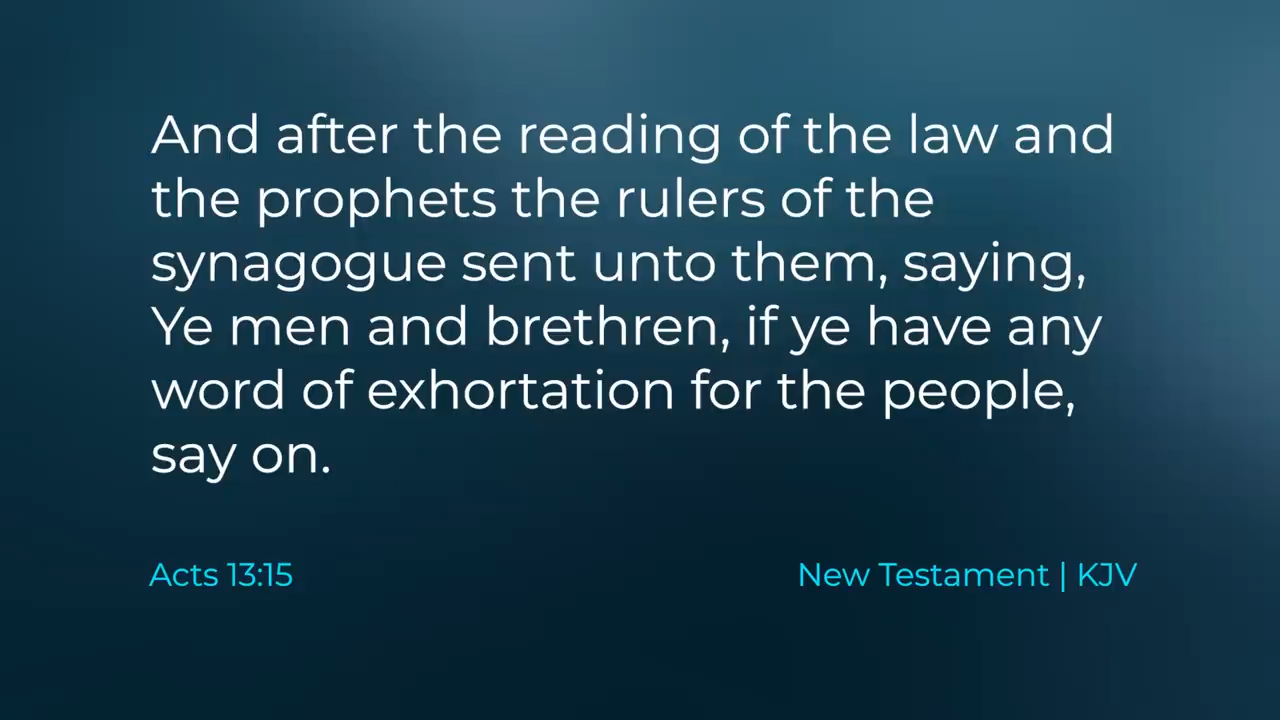 And after the reading of the law and
the prophets the rulers of the
synagogue sent unto them, saying,
Ye men and brethren, if ye have any
word of exhortation for the people,
say on.
Acts 13:15
New Testament | KJV